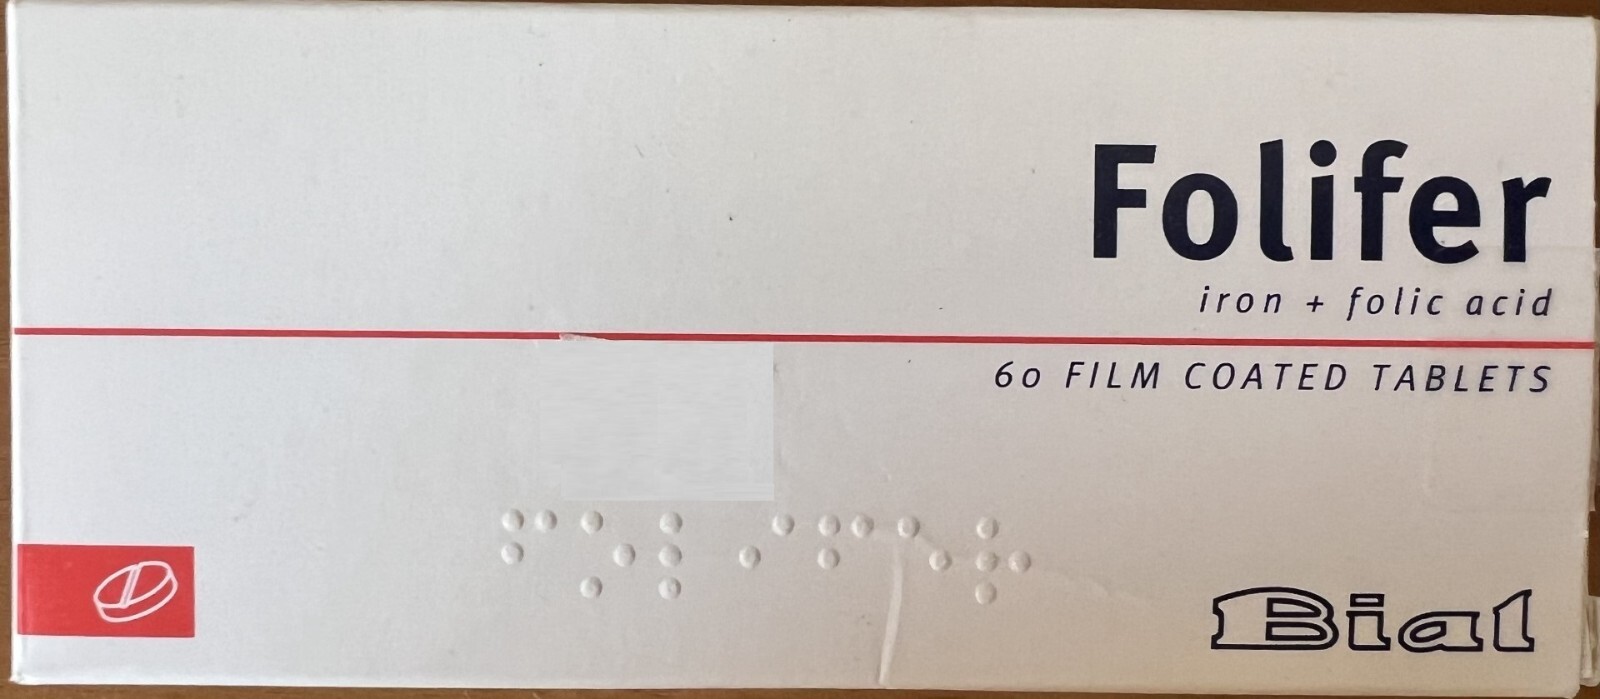 Folifer
iron + folic acid
60 FILM COATED TABLETS
⠋⠕⠇⠊⠋⠑⠗
Bial